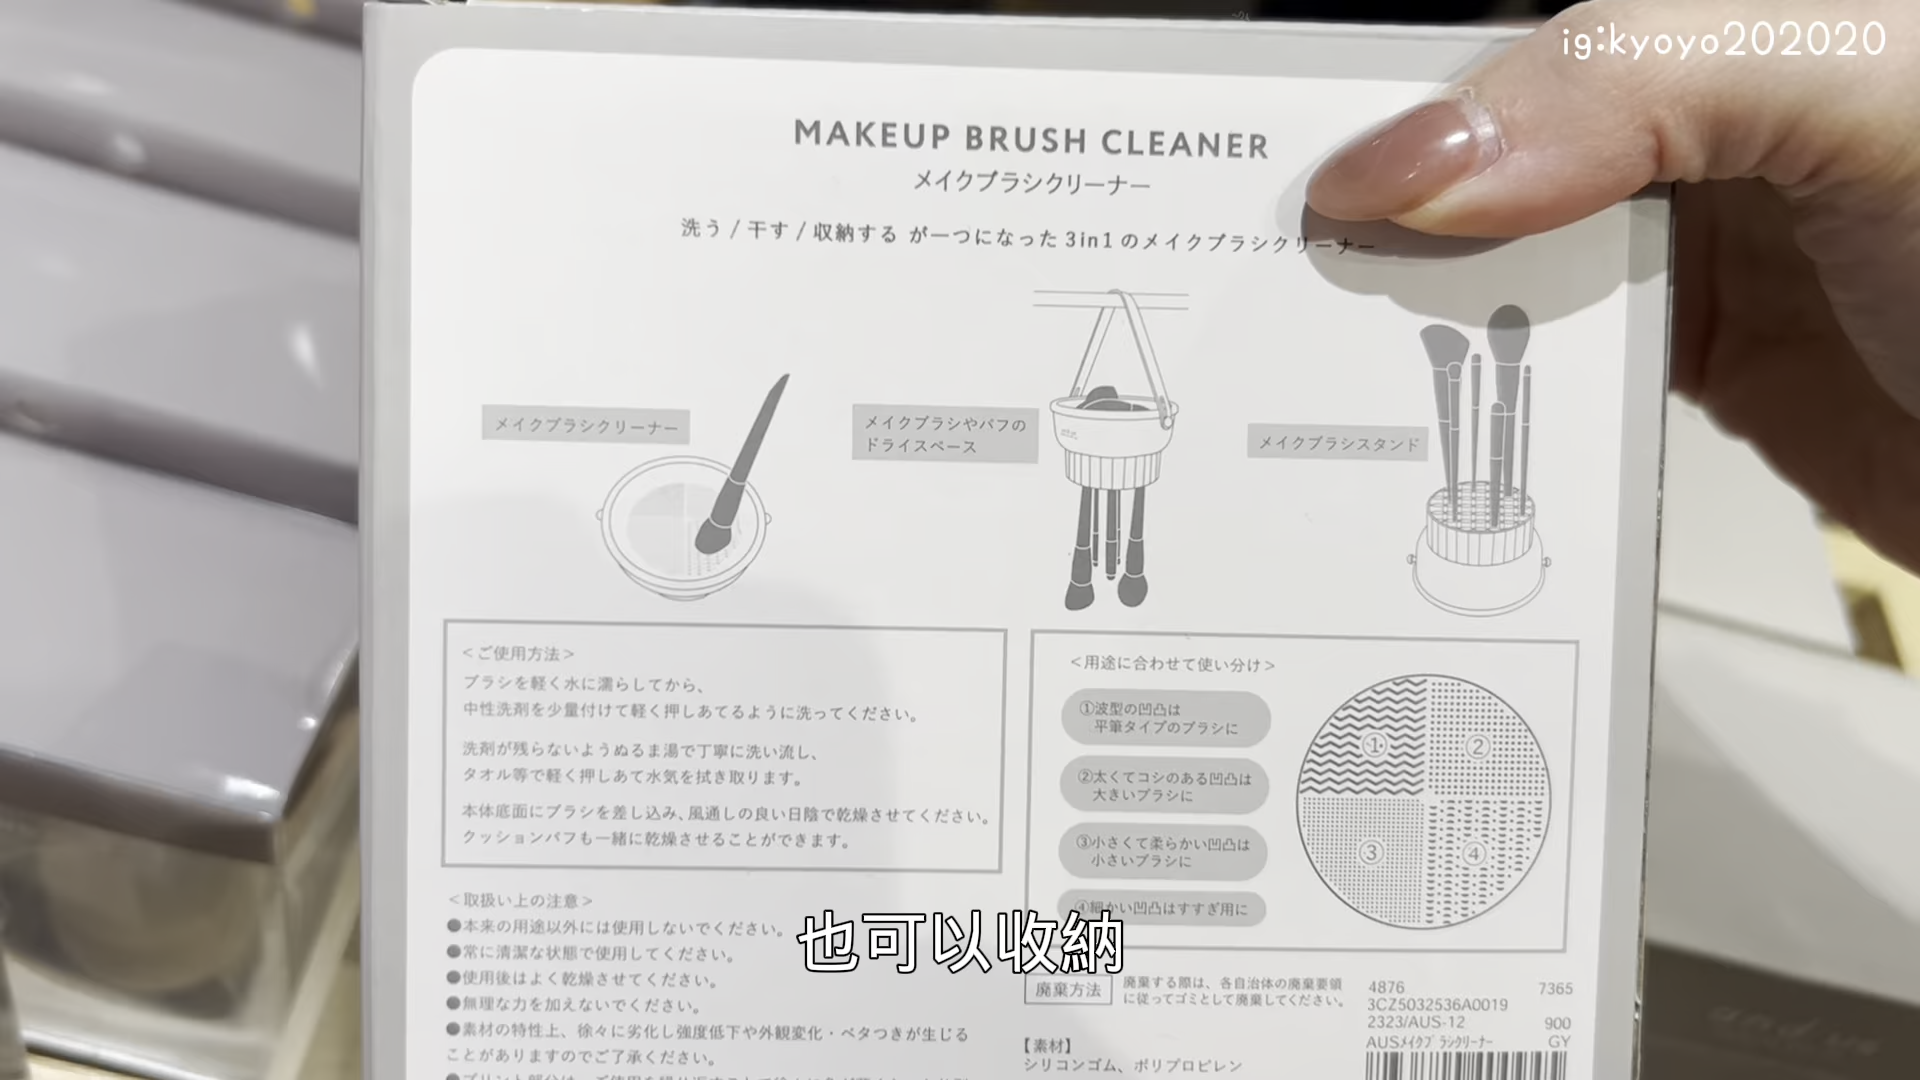 ig:kyoyo202020
MAKEUP BRUSH CLEANER
メイクブラシクリーナー
洗う / 干す / 収納する が一つになった 3in1 のメイクブラシクリーナー
メイクブラシクリーナー
メイクブラシやパフの
ドライスペース
メイクブラシスタンド
<ご使用方法>
ブラシを軽く水に濡らしてから、
中性洗剤を少量付けて軽く押しあてるように洗ってください。
洗剤が残らないようぬるま湯で丁寧に洗い流し、
タオル等で軽く押しあて水気を拭き取ります。
本体底面にブラシを差し込み、風通しの良い日陰で乾燥させてください。
クッションパフも一緒に乾燥させることができます。
<用途に合わせて使い分け>
①波型の凹凸は
平筆タイプのブラシに
②太くてコシのある凹凸は
大きいブラシに
③小さくて柔らかい凹凸は
小さいブラシに
④細かい凹凸はすすぎ用に
①
②
③
④
<取扱い上の注意>
●本来の用途以外には使用しないでください。
●常に清潔な状態で使用してください。
●使用後はよく乾燥させてください。
●無理な力を加えないでください。
●素材の特性上、徐々に劣化し強度低下や外観変化・ベタつきが生じる
ことがありますのでご了承ください。
也可以收納
廃棄方法
廃棄する際は、各自治体の廃棄要領
に従ってゴミとして廃棄してください。
【素材】
シリコンゴム、ポリプロピレン
4876 7365
3CZ5032536A0019
2323/AUS-12 900
AUSメイクブラシクリーナー GY